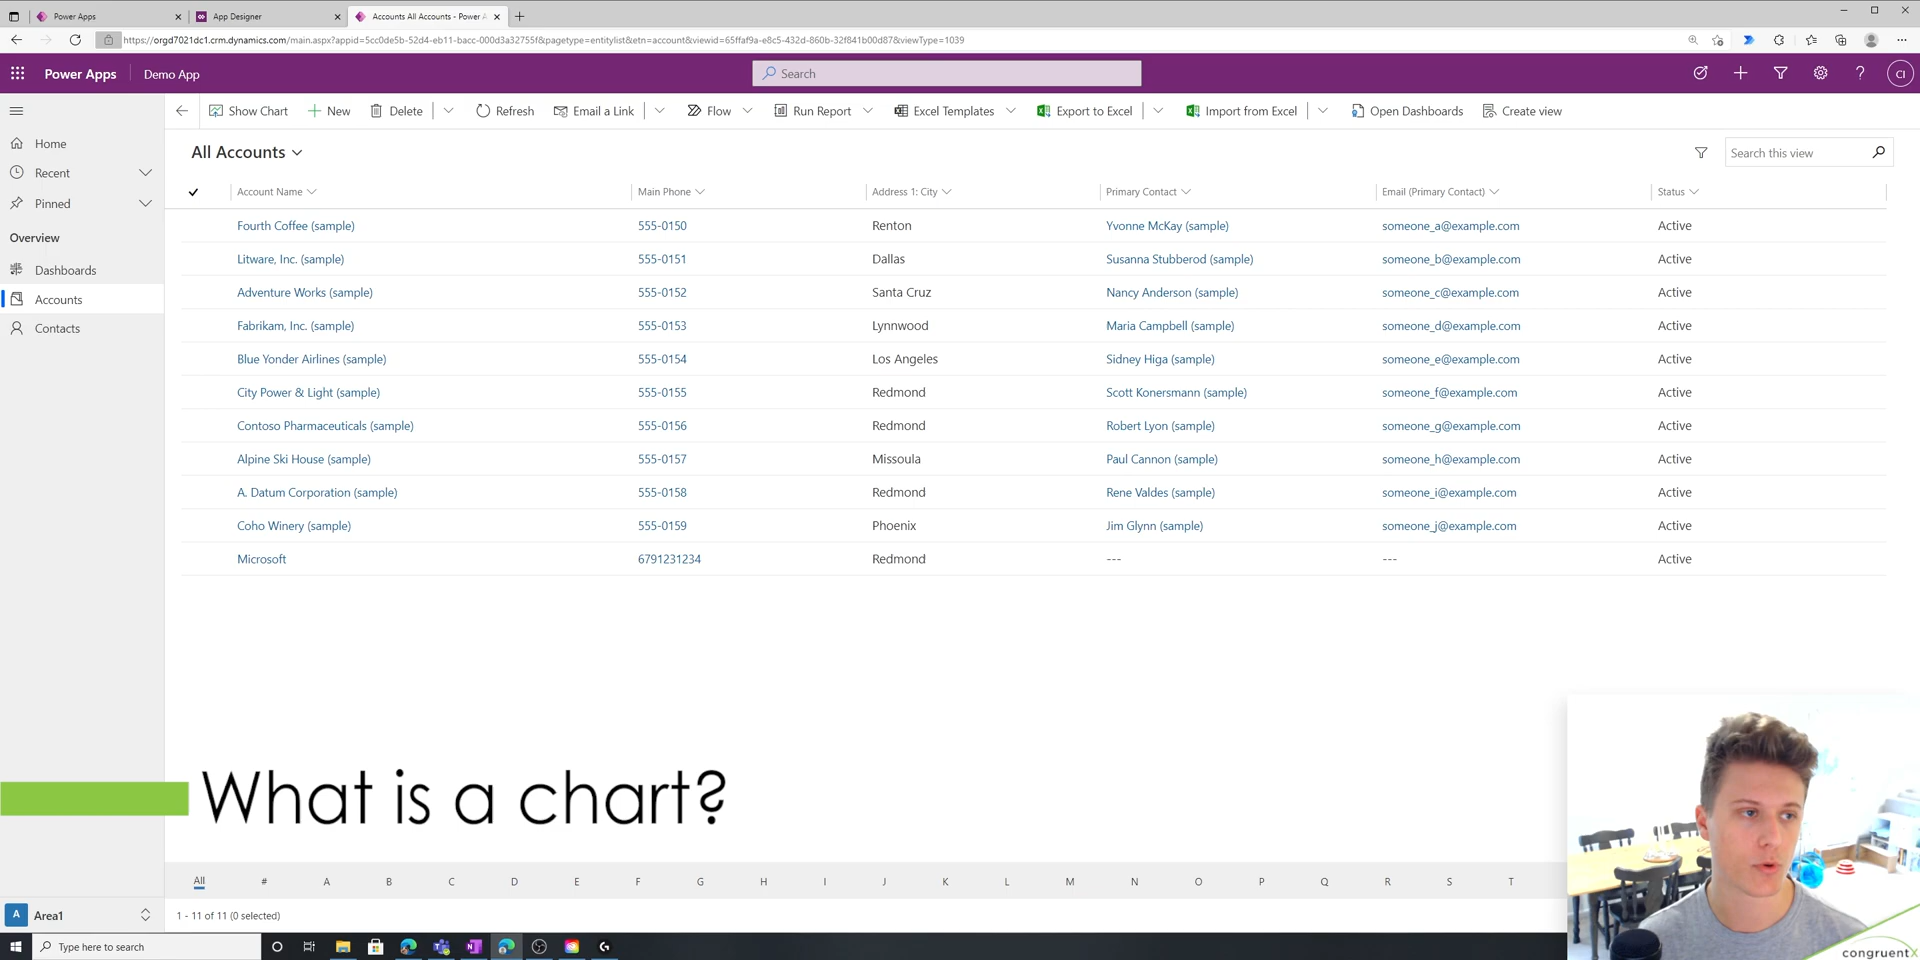 Power Apps
App Designer
Accounts All Accounts - Power A
https://orgd7021dc1.crm.dynamics.com/main.aspx?appid=5cc0de5b-52d4-eb11-bacc-000d3a32755f&pagetype=entitylist&etn=account&viewid=65ffaf9a-e8c5-432d-860b-32f841b00d87&viewType=1039
Power Apps Demo App Search CI
Show Chart New Delete Refresh Email a Link Flow Run Report Excel Templates Export to Excel Import from Excel Open Dashboards Create view
Home
Recent
Pinned
Overview
Dashboards
Accounts
Contacts
All Accounts Search this view
Account Name Main Phone Address 1: City Primary Contact Email (Primary Contact) Status
Fourth Coffee (sample) 555-0150 Renton Yvonne McKay (sample) someone_a@example.com Active
Litware, Inc. (sample) 555-0151 Dallas Susanna Stubberod (sample) someone_b@example.com Active
Adventure Works (sample) 555-0152 Santa Cruz Nancy Anderson (sample) someone_c@example.com Active
Fabrikam, Inc. (sample) 555-0153 Lynnwood Maria Campbell (sample) someone_d@example.com Active
Blue Yonder Airlines (sample) 555-0154 Los Angeles Sidney Higa (sample) someone_e@example.com Active
City Power & Light (sample) 555-0155 Redmond Scott Konersmann (sample) someone_f@example.com Active
Contoso Pharmaceuticals (sample) 555-0156 Redmond Robert Lyon (sample) someone_g@example.com Active
Alpine Ski House (sample) 555-0157 Missoula Paul Cannon (sample) someone_h@example.com Active
A. Datum Corporation (sample) 555-0158 Redmond Rene Valdes (sample) someone_i@example.com Active
Coho Winery (sample) 555-0159 Phoenix Jim Glynn (sample) someone_j@example.com Active
Microsoft 6791231234 Redmond --- --- Active
What is a chart?
All # A B C D E F G H I J K L M N O P Q R S T
A Area1
1 - 11 of 11 (0 selected)
Type here to search
congruentX